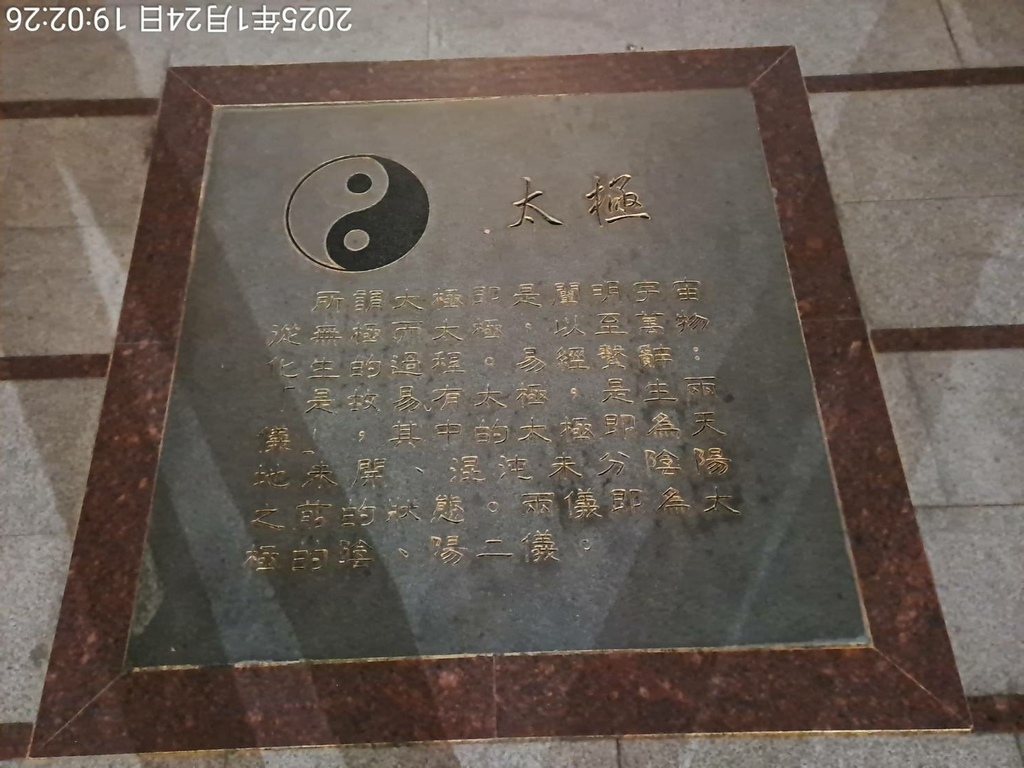 2025年1月24日 19:02:26
太極
所謂太極即是闡明宇宙
從無極而太極,以至萬物
化生的過程。易經繫辭:
「是故易有太極,是生兩
儀」,其中的太極即為天
地未開、混沌未分陰陽
之前的狀態。兩儀即為太
極的陰、陽二儀。